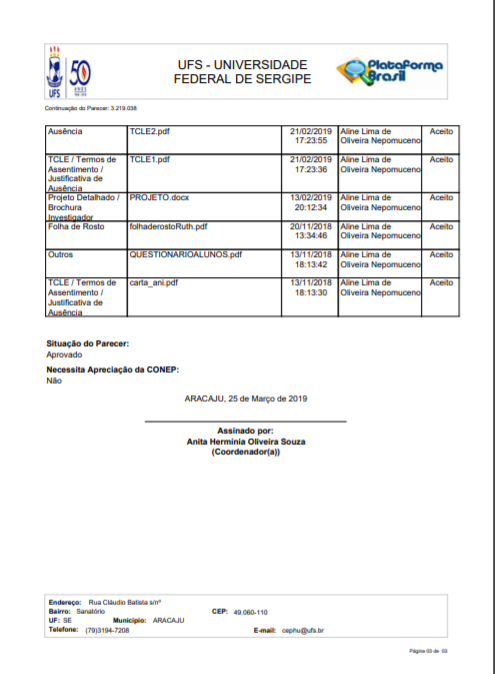 UFS
50
ANOS
UFS - UNIVERSIDADE
FEDERAL DE SERGIPE
Plataforma
Brasil
Continuação do Parecer: 3.219.038
Ausência TCLE2.pdf 21/02/2019 17:23:55 Aline Lima de Oliveira Nepomuceno Aceito
TCLE / Termos de Assentimento / Justificativa de Ausência TCLE1.pdf 21/02/2019 17:23:36 Aline Lima de Oliveira Nepomuceno Aceito
Projeto Detalhado / Brochura Investigador PROJETO.docx 13/02/2019 20:12:34 Aline Lima de Oliveira Nepomuceno Aceito
Folha de Rosto folhaderostoRuth.pdf 20/11/2018 13:34:46 Aline Lima de Oliveira Nepomuceno Aceito
Outros QUESTIONARIOALUNOS.pdf 13/11/2018 18:13:42 Aline Lima de Oliveira Nepomuceno Aceito
TCLE / Termos de Assentimento / Justificativa de Ausência carta_ani.pdf 13/11/2018 18:13:30 Aline Lima de Oliveira Nepomuceno Aceito
Situação do Parecer:
Aprovado
Necessita Apreciação da CONEP:
Não
ARACAJU, 25 de Março de 2019
Assinado por:
Anita Hermínia Oliveira Souza
(Coordenador(a))
Endereço: Rua Cláudio Batista s/nº
Bairro: Sanatório CEP: 49.060-110
UF: SE Município: ARACAJU
Telefone: (79)3194-7208 E-mail: cephu@ufs.br
Página 03 de 03